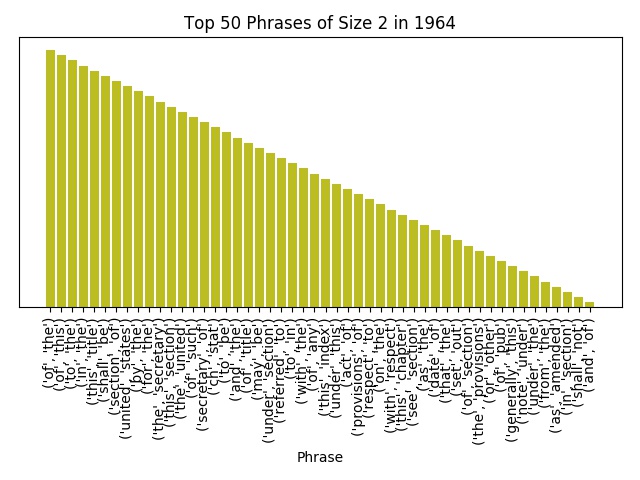 Top 50 Phrases of Size 2 in 1964
('of', 'the')
('of', 'this')
('to', 'the')
('in', 'the')
('this', 'title')
('shall', 'be')
('section', 'of')
('united', 'states')
('by', 'the')
('for', 'the')
('the', 'secretary')
('this', 'section')
('the', 'united')
('of', 'such')
('secretary', 'of')
('ch', 'stat')
('to', 'be')
('and', 'the')
('of', 'title')
('may', 'be')
('under', 'section')
('referred', 'to')
('to', 'in')
('with', 'the')
('or', 'any')
('this', 'index')
('under', 'this')
('act', 'of')
('provisions', 'of')
('respect', 'to')
('on', 'the')
('with', 'respect')
('this', 'chapter')
('see', 'section')
('as', 'the')
('date', 'of')
('that', 'the')
('set', 'out')
('of', 'section')
('the', 'provisions')
('or', 'other')
('of', 'pub')
('generally', 'this')
('note', 'under')
('under', 'the')
('from', 'the')
('as', 'amended')
('in', 'section')
('shall', 'not')
('and', 'of')
Phrase